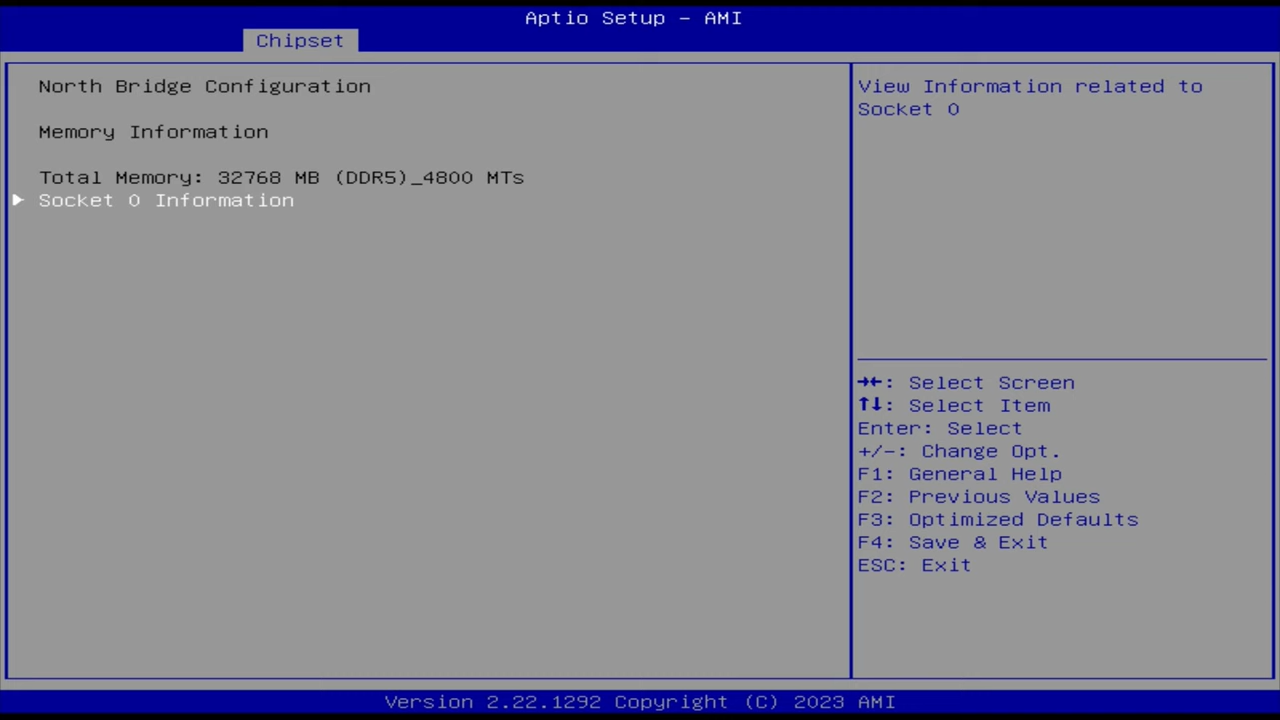 Aptio Setup – AMI
Chipset
North Bridge Configuration
Memory Information
Total Memory: 32768 MB (DDR5)_4800 MTs
► Socket 0 Information
View Information related to
Socket 0
→←: Select Screen
↑↓: Select Item
Enter: Select
+/-: Change Opt.
F1: General Help
F2: Previous Values
F3: Optimized Defaults
F4: Save & Exit
ESC: Exit
Version 2.22.1292 Copyright (C) 2023 AMI